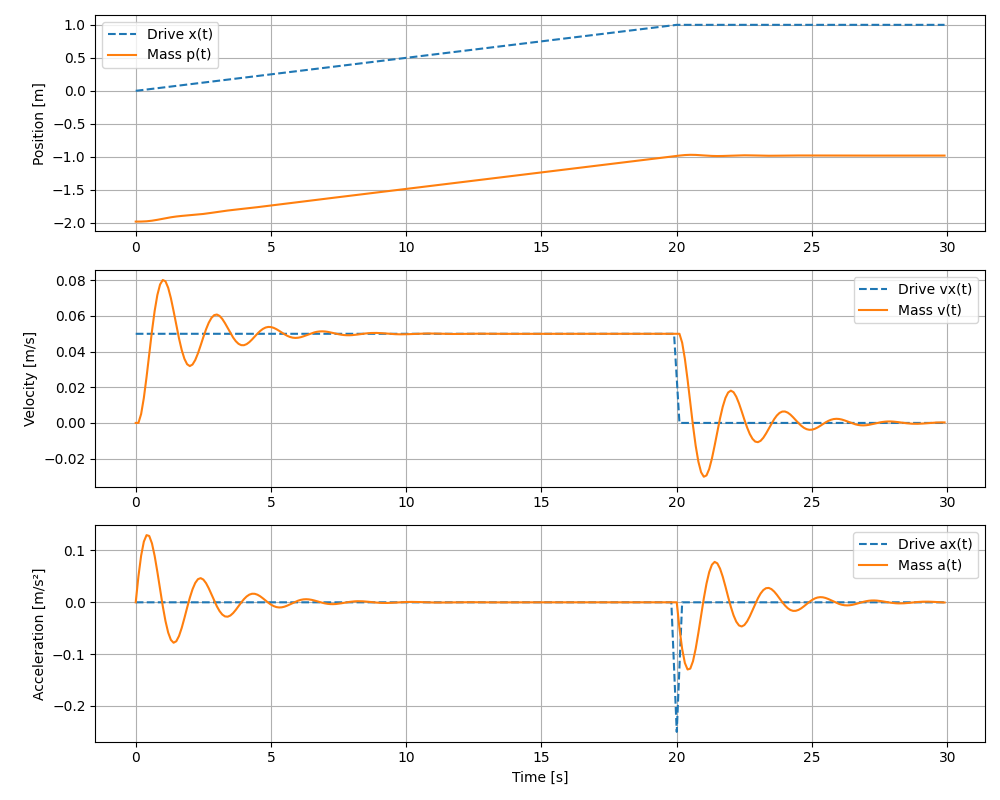 1.0
0.5
0.0
−0.5
−1.0
−1.5
−2.0
Position [m]
Drive x(t)
Mass p(t)
0 5 10 15 20 25 30
0.08
0.06
0.04
0.02
0.00
−0.02
Velocity [m/s]
Drive vx(t)
Mass v(t)
0 5 10 15 20 25 30
0.1
0.0
−0.1
−0.2
Acceleration [m/s²]
Drive ax(t)
Mass a(t)
0 5 10 15 20 25 30
Time [s]